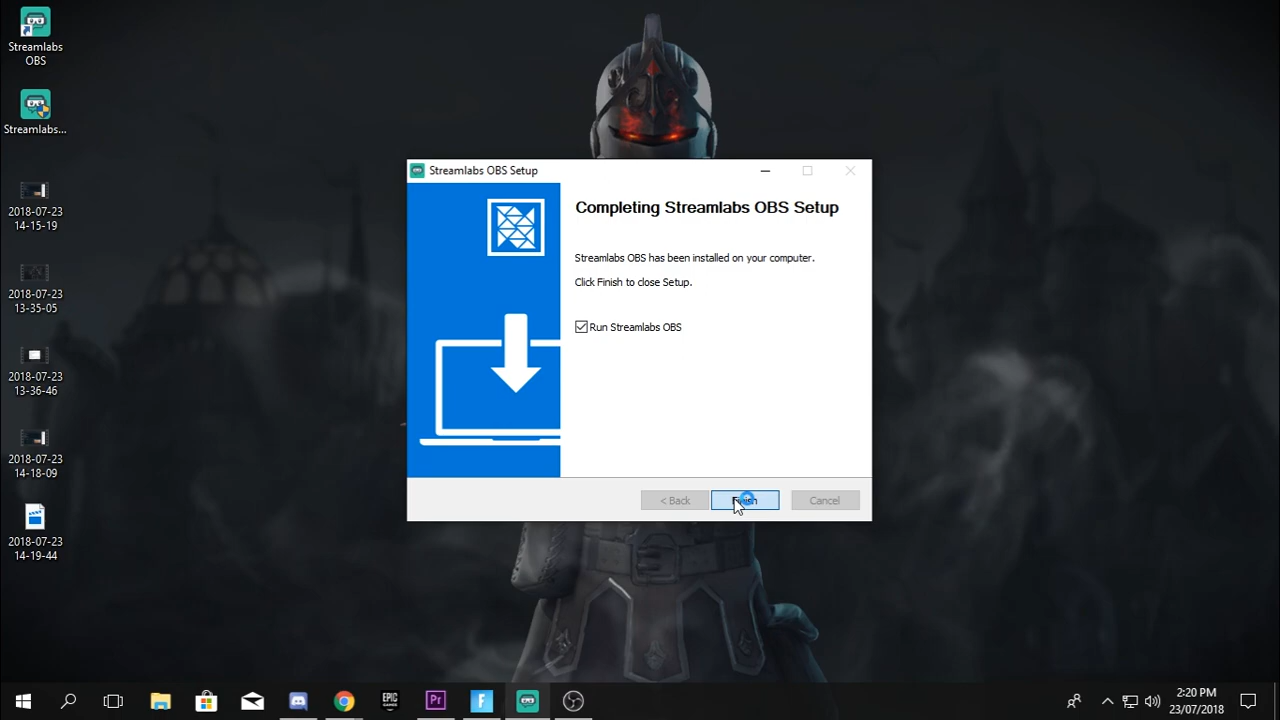 Streamlabs
OBS
Streamlabs...
2018-07-23
14-15-19
2018-07-23
13-35-05
2018-07-23
13-36-46
2018-07-23
14-18-09
2018-07-23
14-19-44
Streamlabs OBS Setup
Completing Streamlabs OBS Setup
Streamlabs OBS has been installed on your computer.
Click Finish to close Setup.
Run Streamlabs OBS
< Back
Finish
Cancel
EPIC
GAMES
Pr
F
2:20 PM
23/07/2018